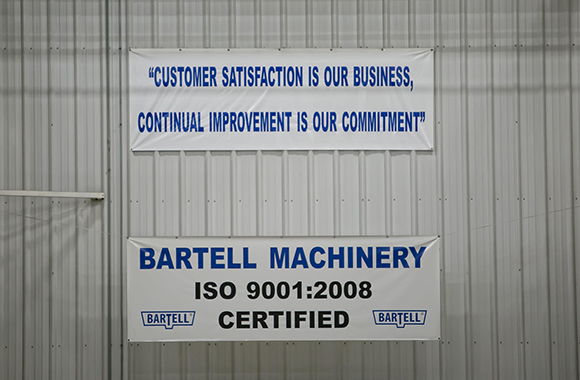 “CUSTOMER SATISFACTION IS OUR BUSINESS,
CONTINUAL IMPROVEMENT IS OUR COMMITMENT”
BARTELL MACHINERY
ISO 9001:2008
CERTIFIED
BARTELL
BARTELL